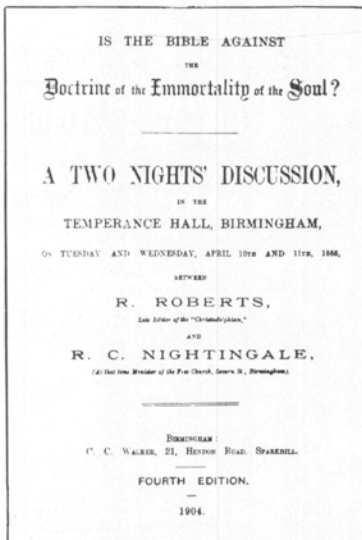 IS THE BIBLE AGAINST
THE
Doctrine of the Immortality of the Soul?
A TWO NIGHTS' DISCUSSION,
IN THE
TEMPERANCE HALL, BIRMINGHAM,
ON TUESDAY AND WEDNESDAY, APRIL 10TH AND 11TH, 1866,
BETWEEN
R. ROBERTS,
Late Editor of the "Christadelphian,"
AND
R. C. NIGHTINGALE,
(At that time Minister of the Free Church, Severn St., Birmingham).
BIRMINGHAM:
C. C. WALKER, 21, HENDON ROAD, SPARKHILL.
FOURTH EDITION.
1904.